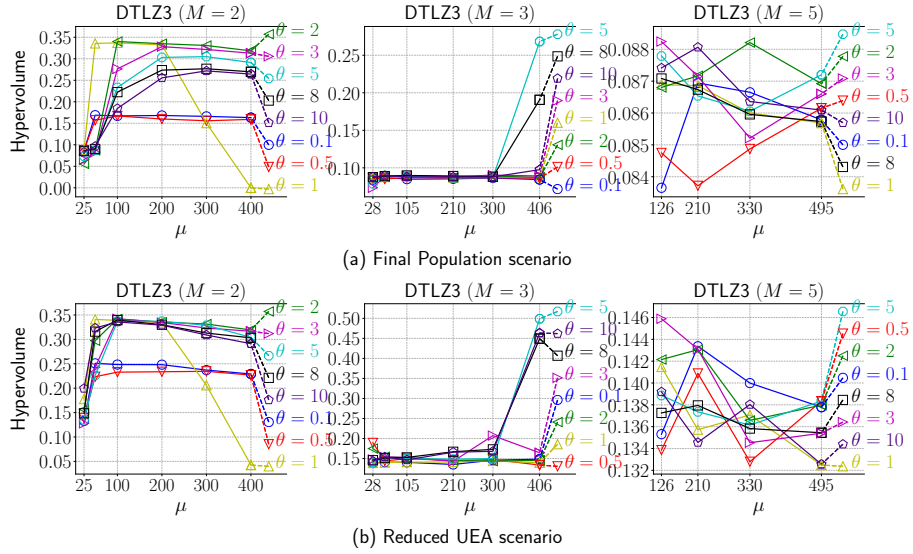 DTLZ3 (M = 2)
DTLZ3 (M = 3)
DTLZ3 (M = 5)
Hypervolume
0.35
0.30
0.25
0.20
0.15
0.10
0.05
0.00
25 100 200 300 400
μ
θ = 2
θ = 3
θ = 5
θ = 8
θ = 10
θ = 0.1
θ = 0.5
θ = 1
0.25
0.20
0.15
0.10
28 105 210 300 406
μ
θ = 5
θ = 8
θ = 10
θ = 3
θ = 1
θ = 2
θ = 0.5
θ = 0.1
0.088
0.087
0.086
0.085
0.084
126 210 330 495
μ
θ = 5
θ = 2
θ = 3
θ = 0.5
θ = 10
θ = 0.1
θ = 8
θ = 1
(a) Final Population scenario
DTLZ3 (M = 2)
DTLZ3 (M = 3)
DTLZ3 (M = 5)
Hypervolume
0.35
0.30
0.25
0.20
0.15
0.10
0.05
25 100 200 300 400
μ
θ = 2
θ = 3
θ = 5
θ = 8
θ = 10
θ = 0.1
θ = 0.5
θ = 1
0.50
0.45
0.40
0.35
0.30
0.25
0.20
0.15
28 105 210 300 406
μ
θ = 5
θ = 10
θ = 8
θ = 3
θ = 0.1
θ = 2
θ = 1
θ = 0.5
0.146
0.144
0.142
0.140
0.138
0.136
0.134
0.132
126 210 330 495
μ
θ = 5
θ = 0.5
θ = 2
θ = 0.1
θ = 8
θ = 3
θ = 10
θ = 1
(b) Reduced UEA scenario